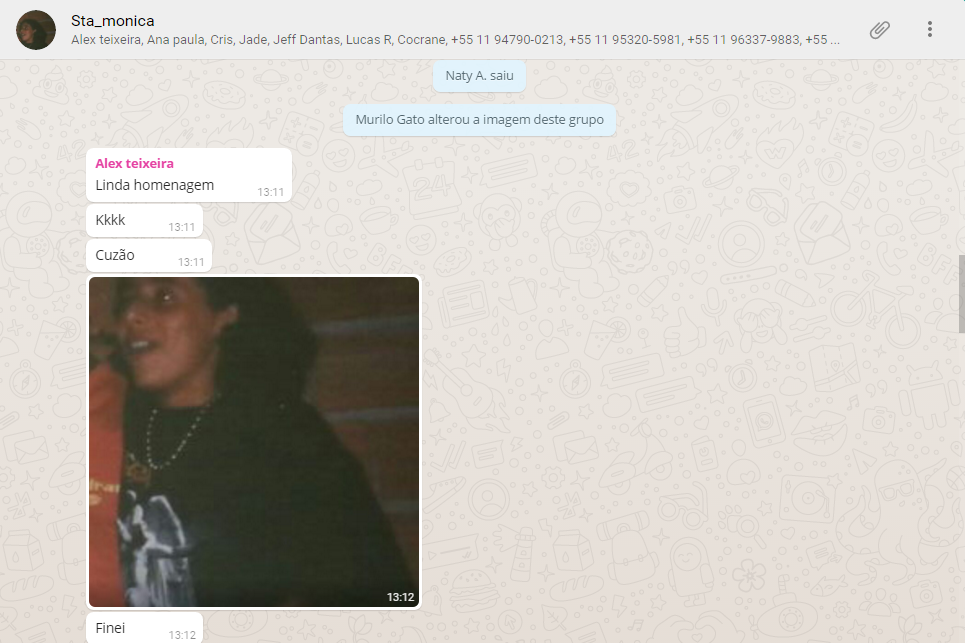 Sta_monica
Alex teixeira, Ana paula, Cris, Jade, Jeff Dantas, Lucas R, Cocrane, +55 11 94790-0213, +55 11 95320-5981, +55 11 96337-9883, +55 ...
Naty A. saiu
Murilo Gato alterou a imagem deste grupo
Alex teixeira
Linda homenagem
13:11
Kkkk
13:11
Cuzão
13:11
13:12
Finei
13:12